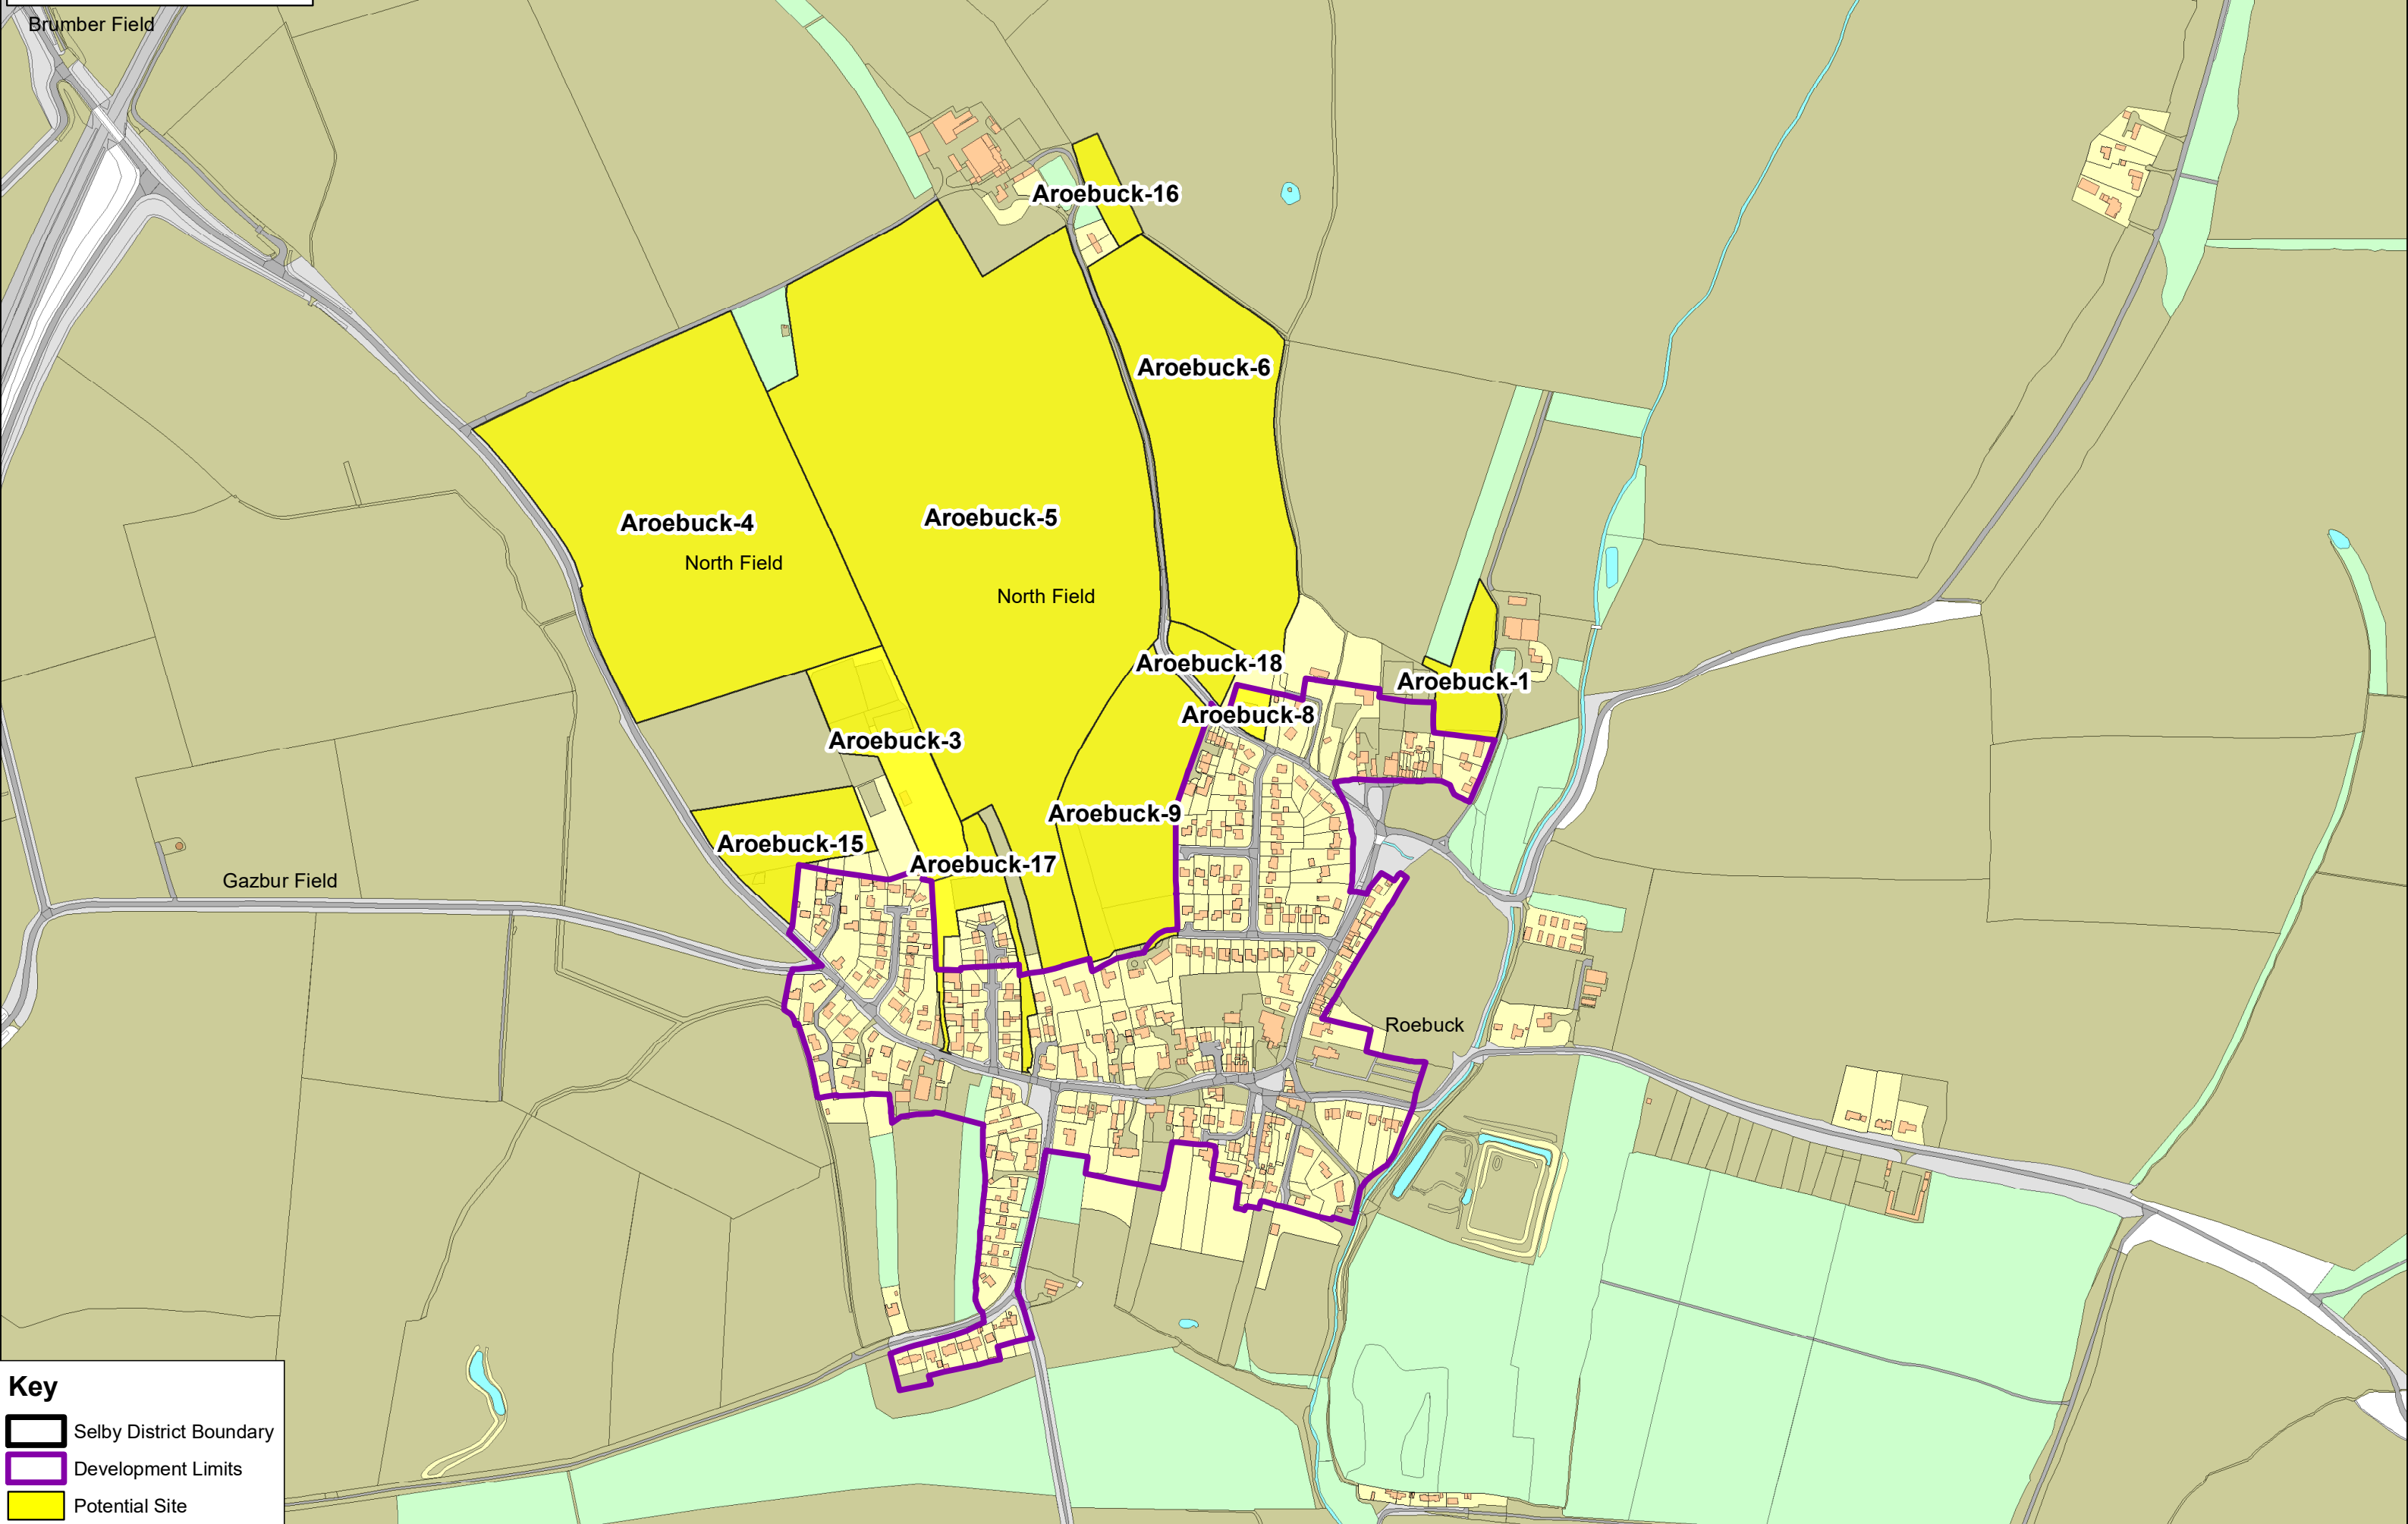 Brumber Field
Aroebuck-16
Aroebuck-6
Aroebuck-4
Aroebuck-5
North Field
North Field
Aroebuck-18
Aroebuck-1
Aroebuck-8
Aroebuck-3
Aroebuck-9
Aroebuck-15
Aroebuck-17
Gazbur Field
Roebuck
Key
Selby District Boundary
Development Limits
Potential Site